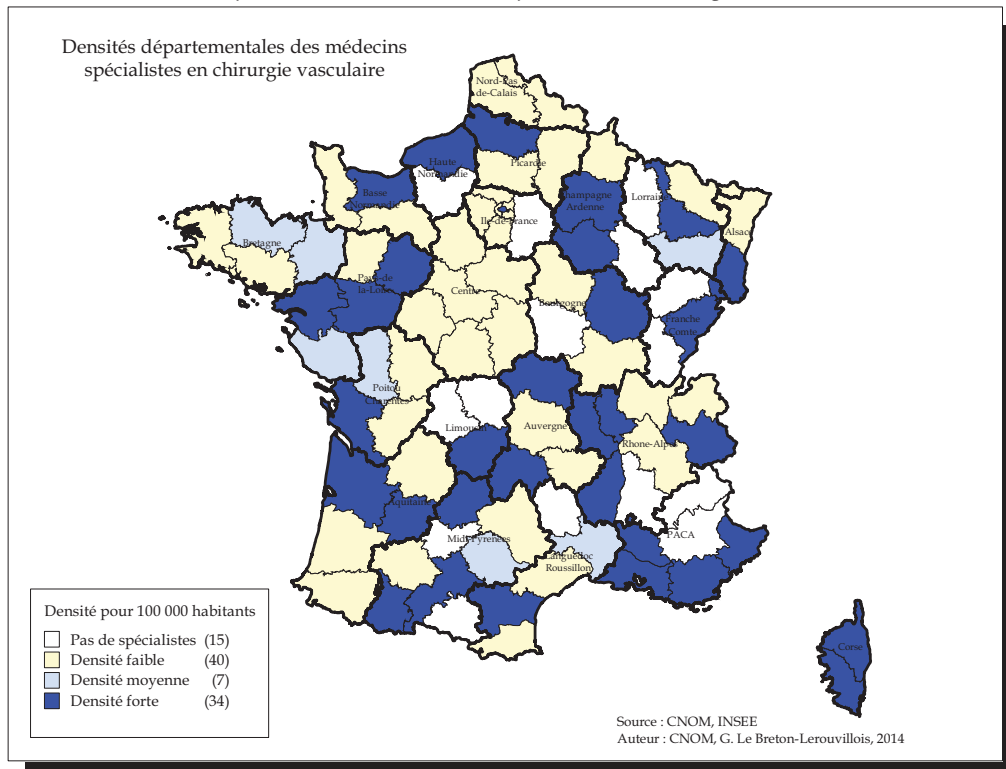 Densités départementales des médecins
spécialistes en chirurgie vasculaire
Nord-Pas
de-Calais
Haute
Normandie
Picardie
Basse
Normandie
Champagne
Ardenne
Lorraine
Ile-de-France
Alsace
Bretagne
Pays-de
la-Loire
Centre
Bourgogne
Franche
Comte
Poitou
Charentes
Limousin
Auvergne
Rhone-Alpes
Aquitaine
Midi-Pyrénées
PACA
Languedoc
Roussillon
Corse
Densité pour 100 000 habitants
Pas de spécialistes (15)
Densité faible (40)
Densité moyenne (7)
Densité forte (34)
Source : CNOM, INSEE
Auteur : CNOM, G. Le Breton-Lerouvillois, 2014